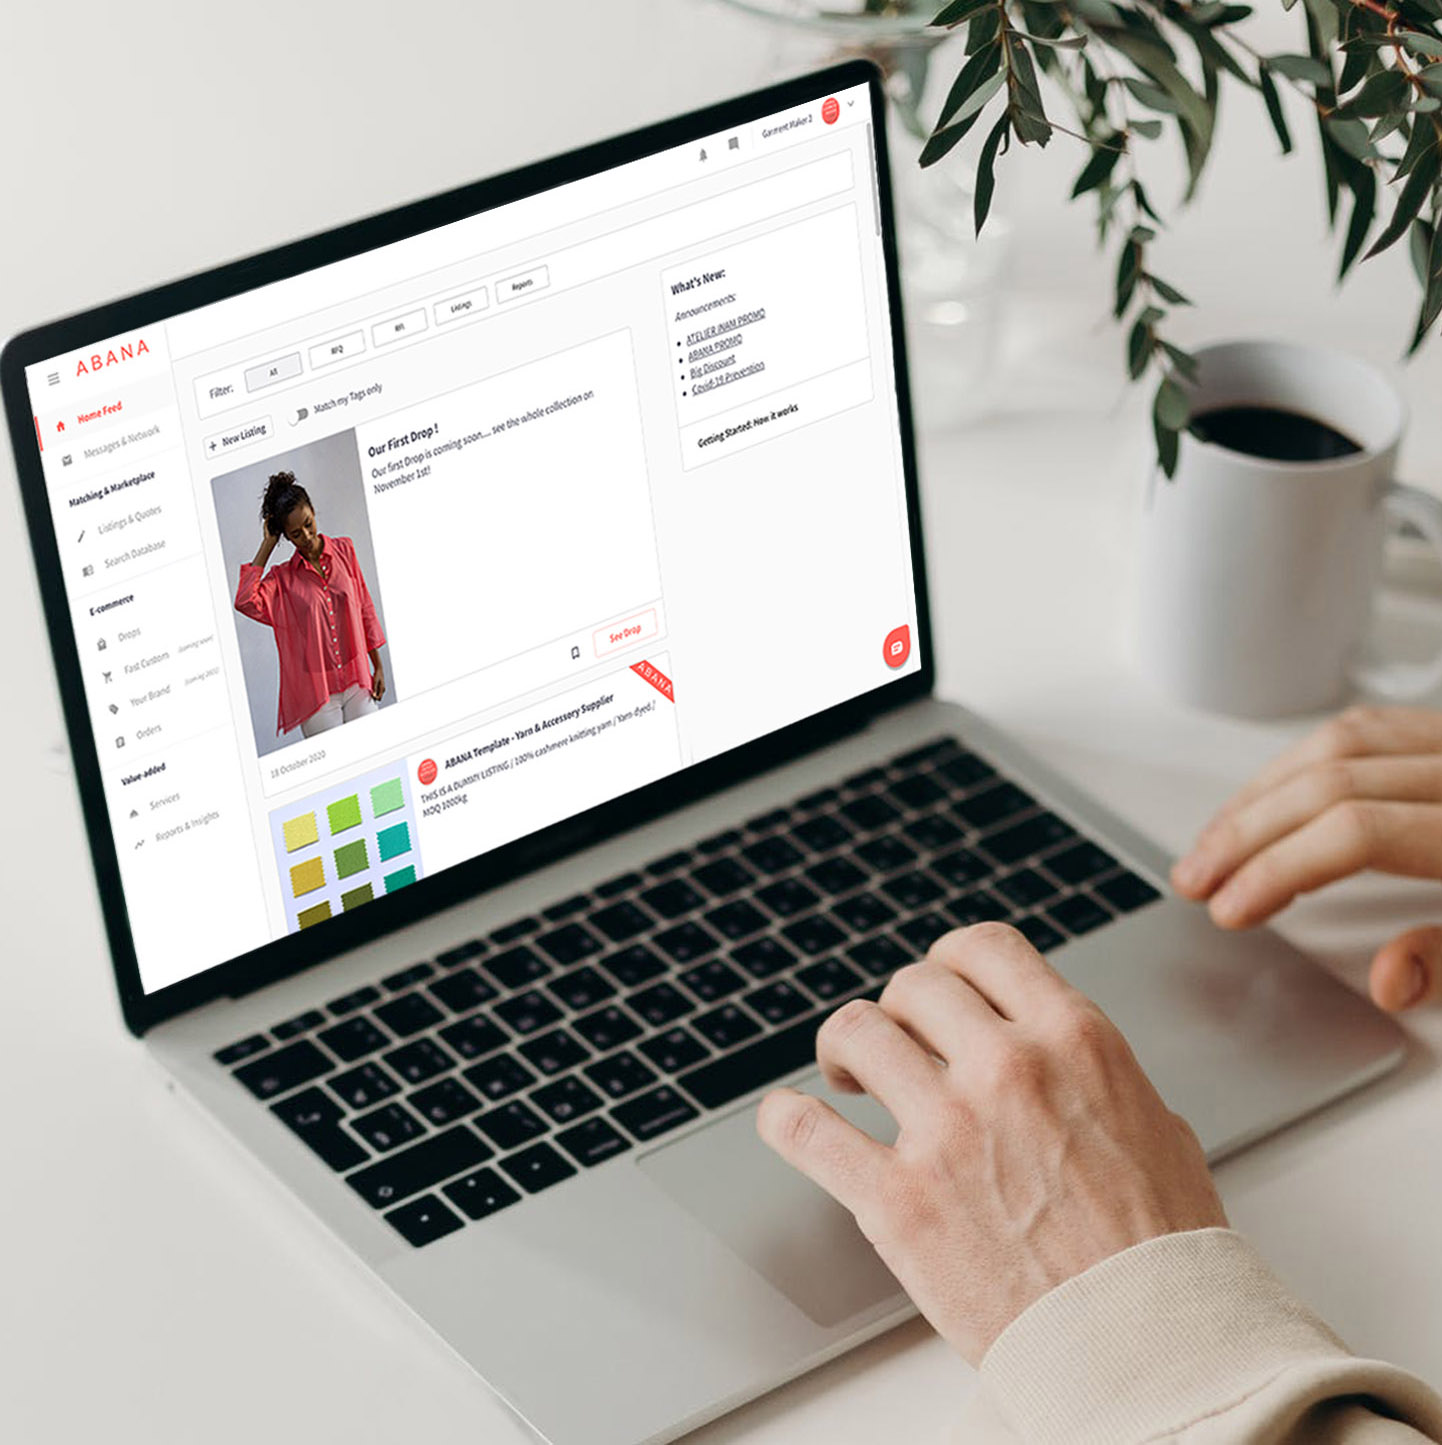 Garment Maker 2
ABANA
Home Feed
Messages & Network
Matching & Marketplace
Listings & Quotes
Search Database
E-commerce
Drops
Fast Custom
Your Brand
Orders
Value-added
Services
Reports & Insights
Filter:
All
RFQ
RFL
Listings
Reports
+ New Listing
Match my Tags only
Our First Drop !
Our first Drop is coming soon.... see the whole collection on
November 1st!
See Drop
18 October 2020
ABANA
ABANA Template - Yarn & Accessory Supplier
THIS IS A DUMMY LISTING / 100% cashmere knitting yarn / Yarn-dyed /
MOQ 1000kg
What's New:
Announcements:
ATELIER INAM PROMO
ABANA PROMO
Big Discount
Covid-19 Prevention
Getting Started: How it works